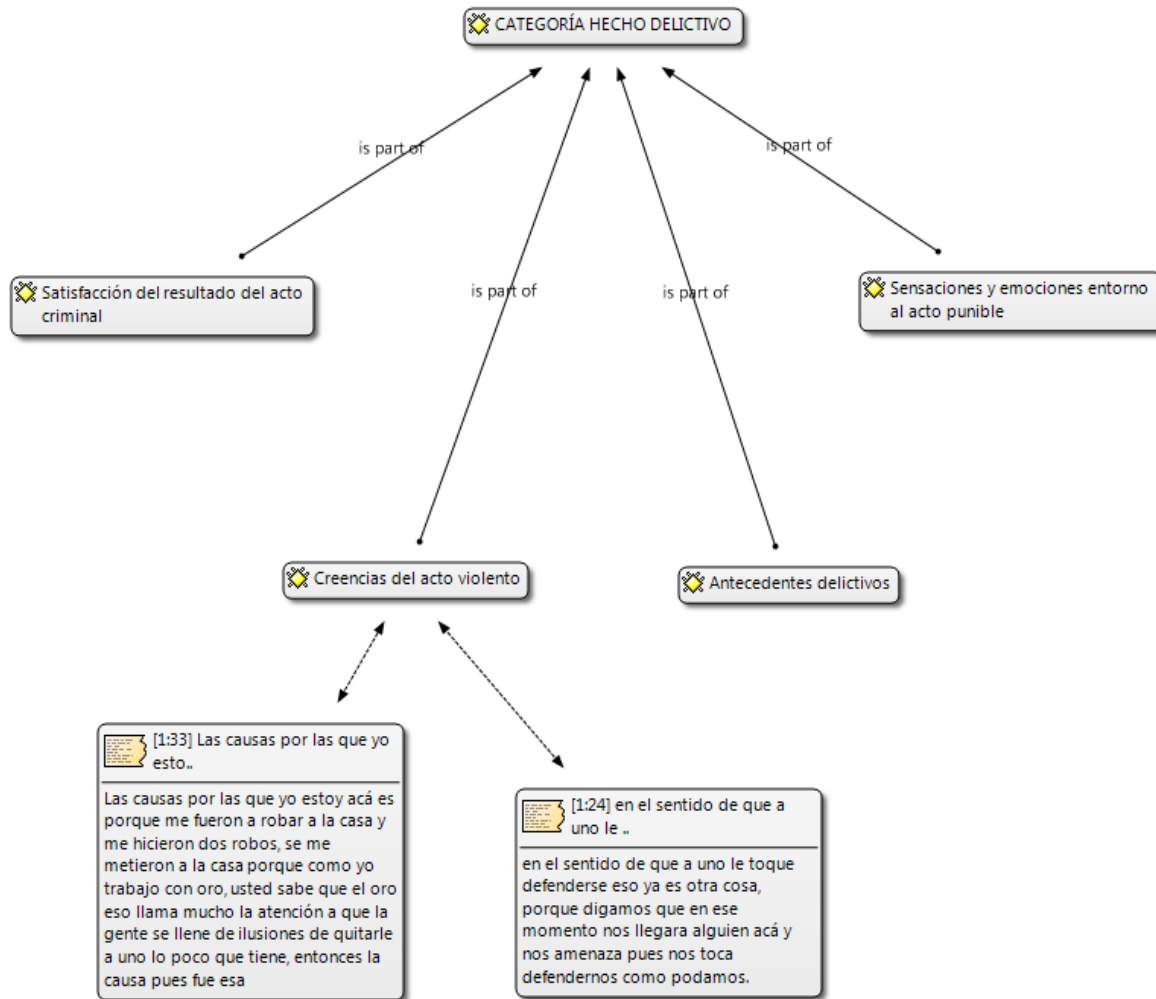 CATEGORÍA HECHO DELICTIVO
is part of
is part of
is part of
is part of
Satisfacción del resultado del acto
criminal
Sensaciones y emociones entorno
al acto punible
Creencias del acto violento
Antecedentes delictivos
[1:33] Las causas por las que yo
esto..
Las causas por las que yo estoy acá es
porque me fueron a robar a la casa y
me hicieron dos robos, se me
metieron a la casa porque como yo
trabajo con oro, usted sabe que el oro
eso llama mucho la atención a que la
gente se llene de ilusiones de quitarle
a uno lo poco que tiene, entonces la
causa pues fue esa
[1:24] en el sentido de que a
uno le ..
en el sentido de que a uno le toque
defenderse eso ya es otra cosa,
porque digamos que en ese
momento nos llegara alguien acá y
nos amenaza pues nos toca
defendernos como podamos.